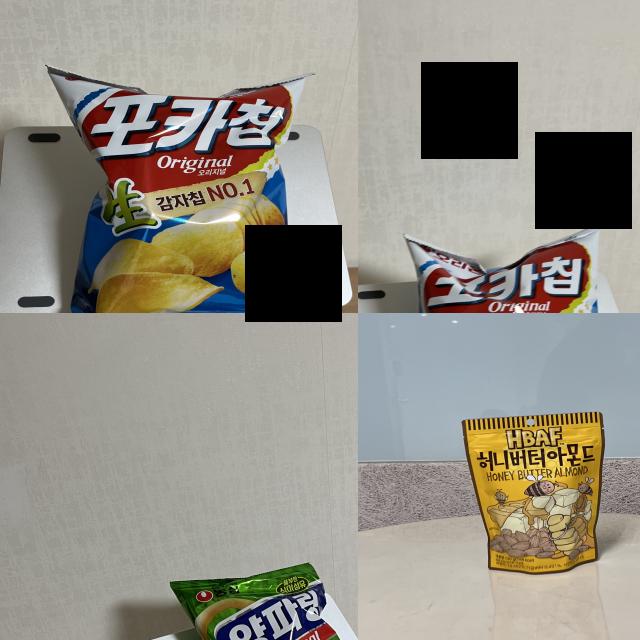 포카칩
Original
오리지널
生
감자칩 NO.1
포카칩
Original
양파링
HBAF
허니버터아몬드
HONEY BUTTER ALMOND